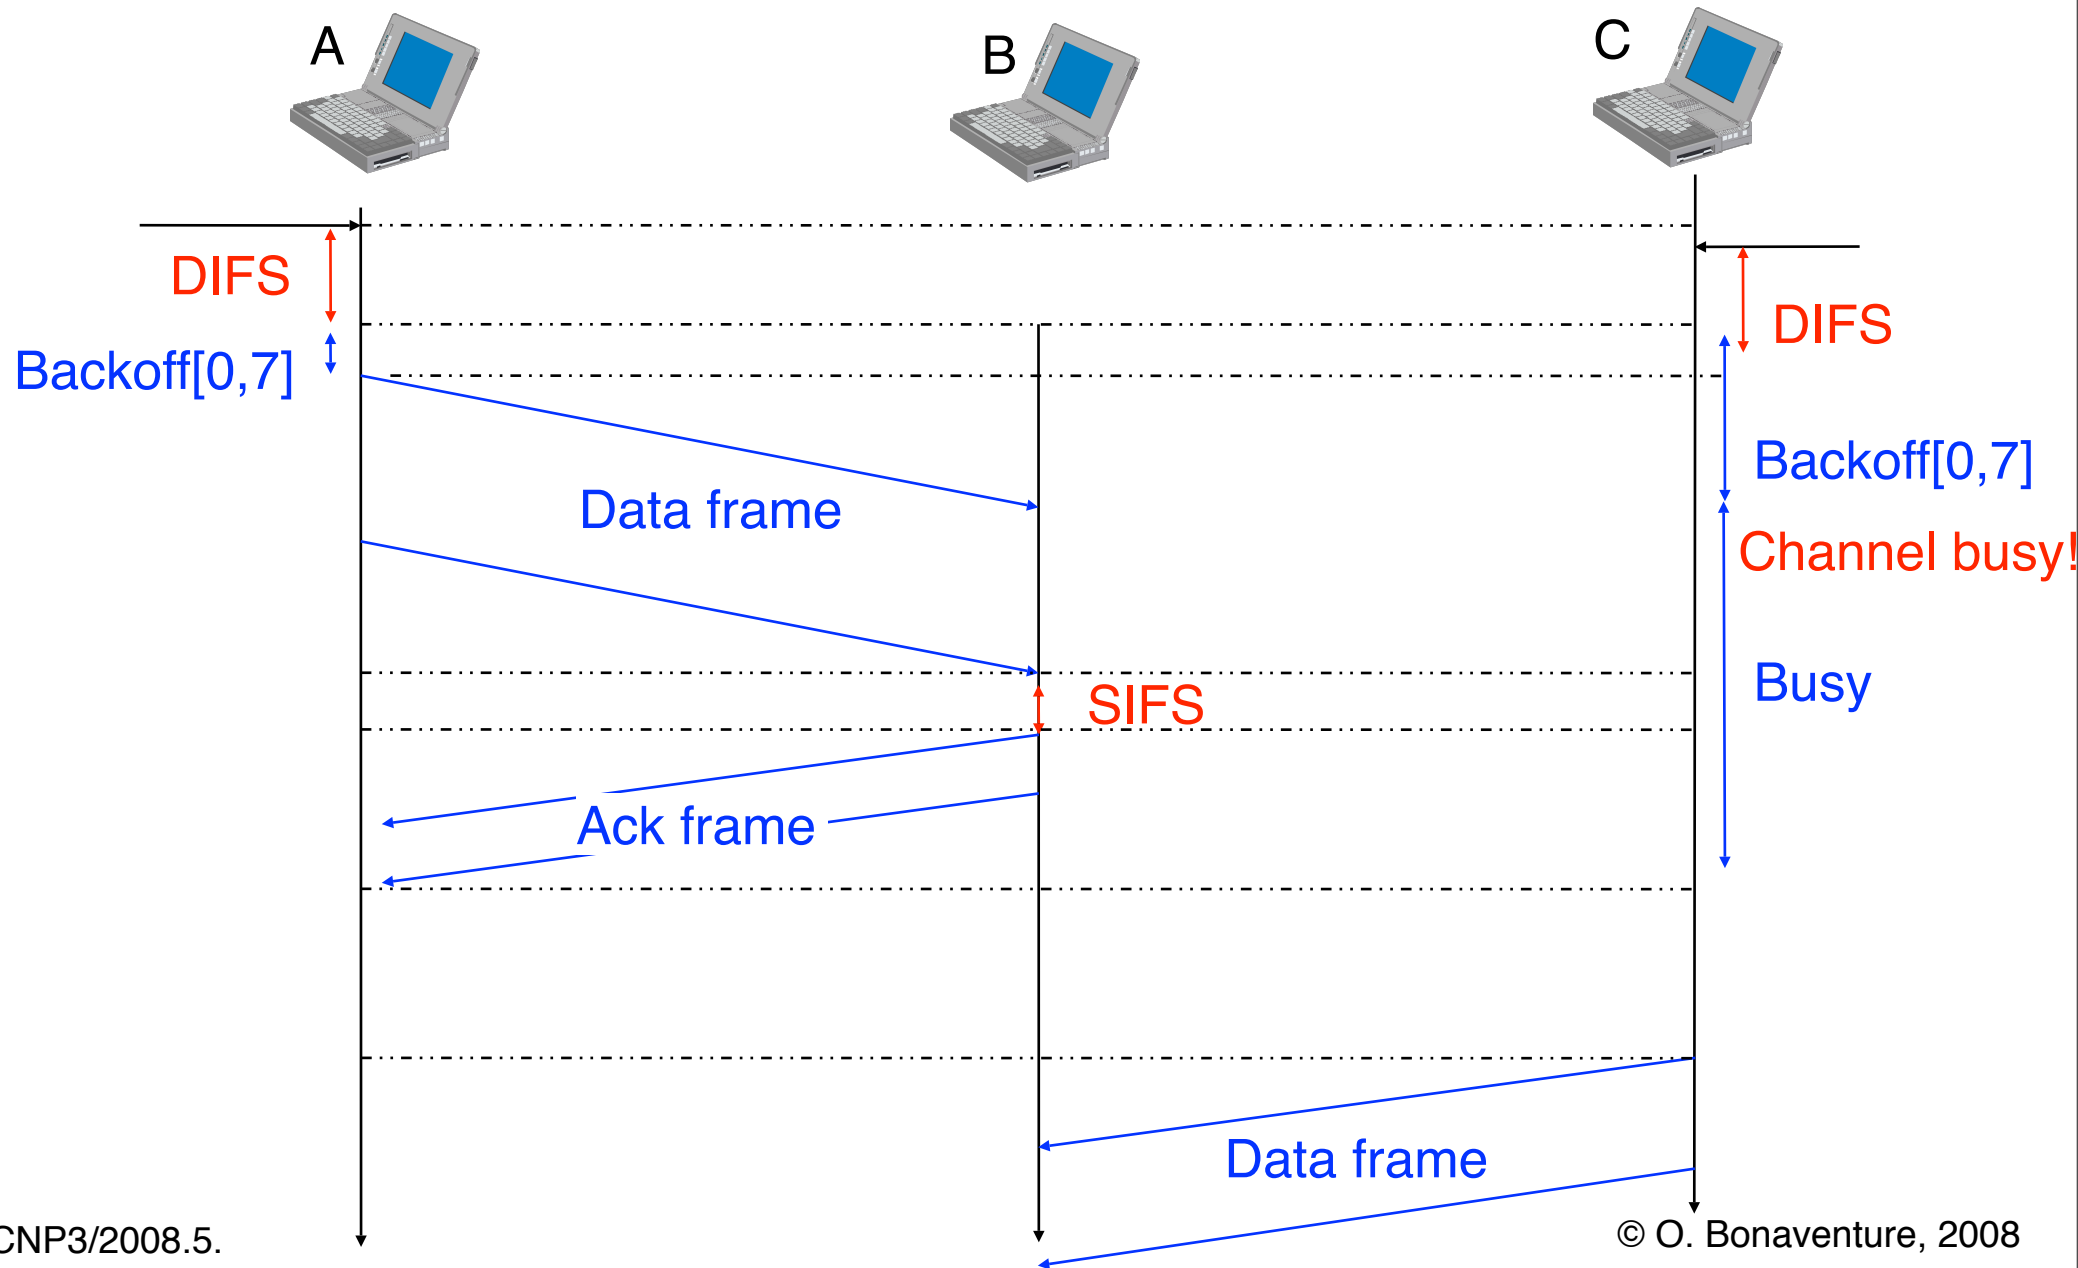 A
B
C
DIFS
DIFS
Backoff[0,7]
Backoff[0,7]
Data frame
Channel busy!
Busy
SIFS
Ack frame
Data frame
CNP3/2008.5.
© O. Bonaventure, 2008